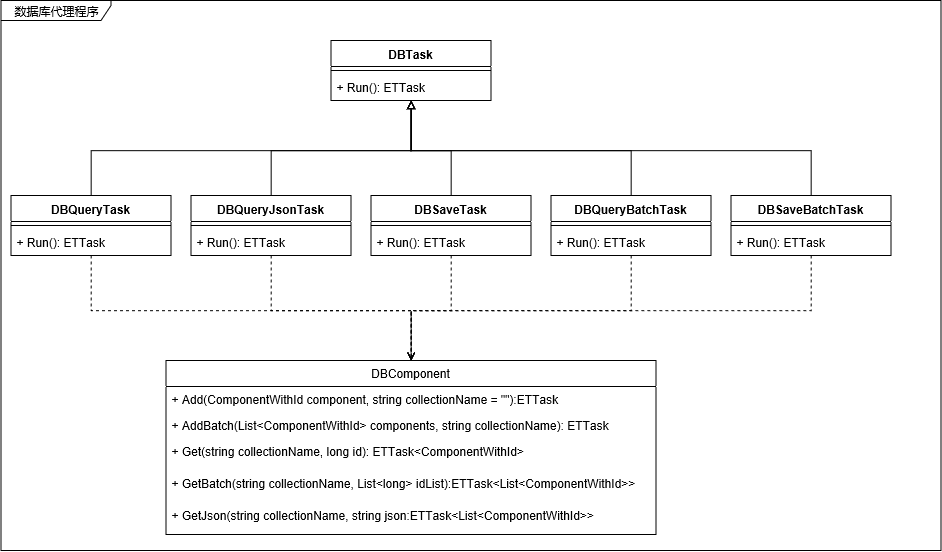 数据库代理程序
DBTask
+ Run(): ETTask
DBQueryTask
+ Run(): ETTask
DBQueryJsonTask
+ Run(): ETTask
DBSaveTask
+ Run(): ETTask
DBQueryBatchTask
+ Run(): ETTask
DBSaveBatchTask
+ Run(): ETTask
DBComponent
+ Add(ComponentWithId component, string collectionName = ""):ETTask
+ AddBatch(List<ComponentWithId> components, string collectionName): ETTask
+ Get(string collectionName, long id): ETTask<ComponentWithId>
+ GetBatch(string collectionName, List<long> idList):ETTask<List<ComponentWithId>>
+ GetJson(string collectionName, string json:ETTask<List<ComponentWithId>>